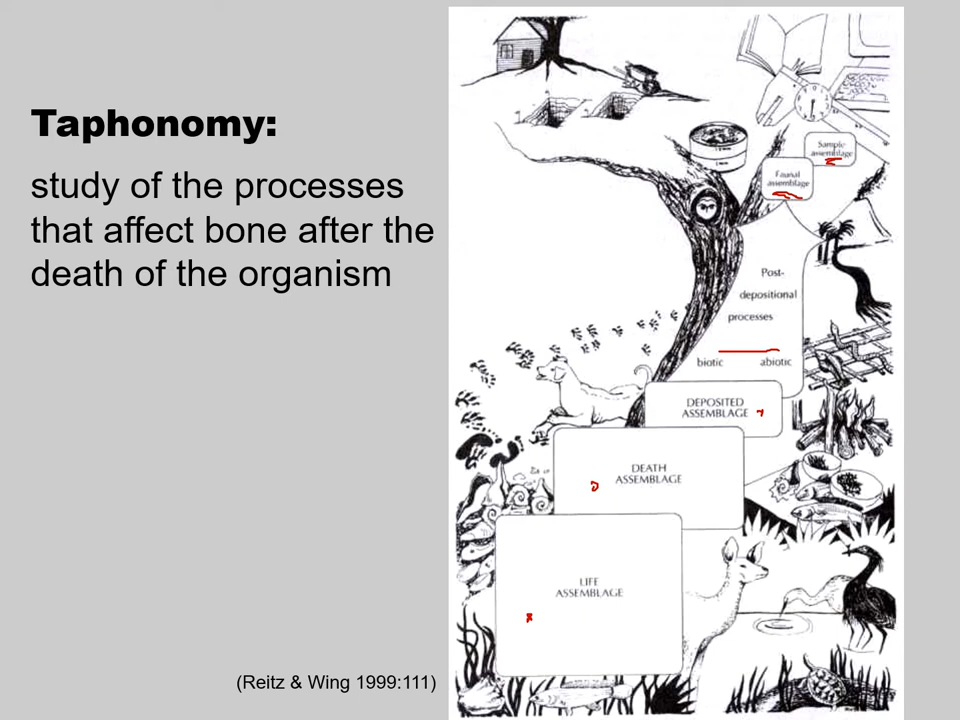 Taphonomy:
study of the processes
that affect bone after the
death of the organism
(Reitz & Wing 1999:111)
Sample
assemblage
Faunal
assemblage
Post-
depositional
processes
biotic abiotic
DEPOSITED
ASSEMBLAGE
DEATH
ASSEMBLAGE
LIFE
ASSEMBLAGE